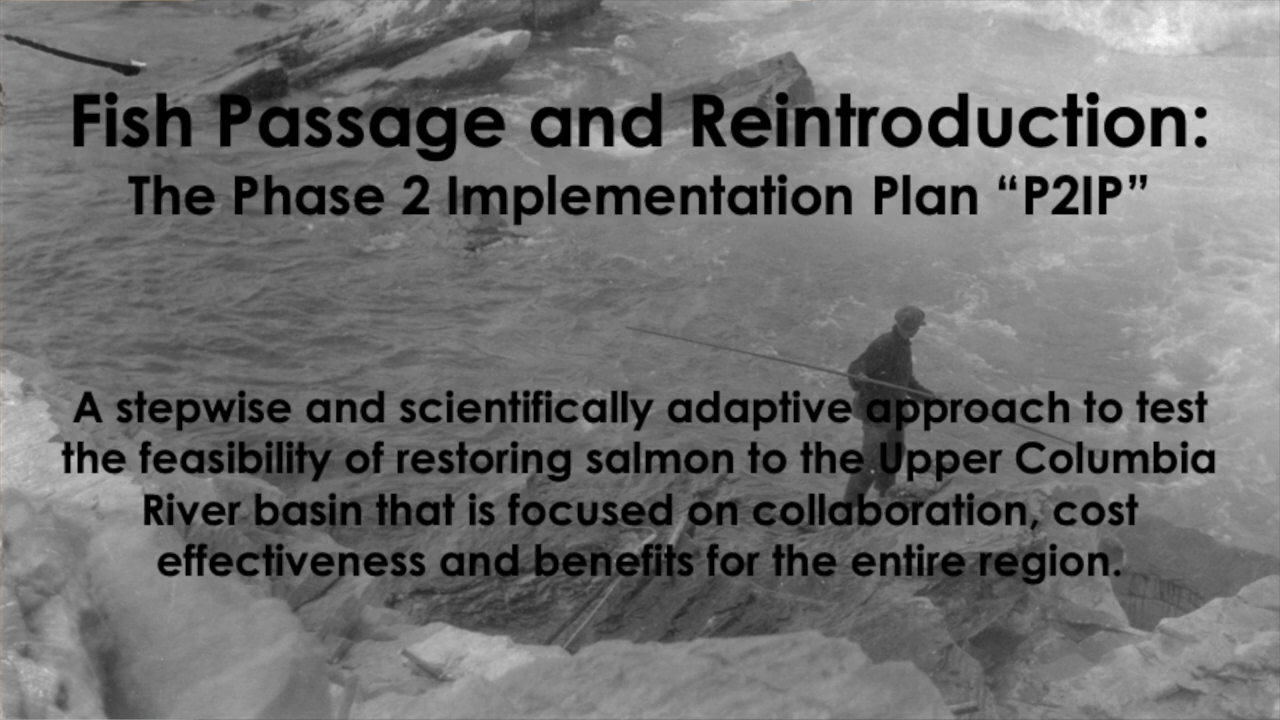 Fish Passage and Reintroduction:
The Phase 2 Implementation Plan “P2IP”
A stepwise and scientifically adaptive approach to test
the feasibility of restoring salmon to the Upper Columbia
River basin that is focused on collaboration, cost
effectiveness and benefits for the entire region.